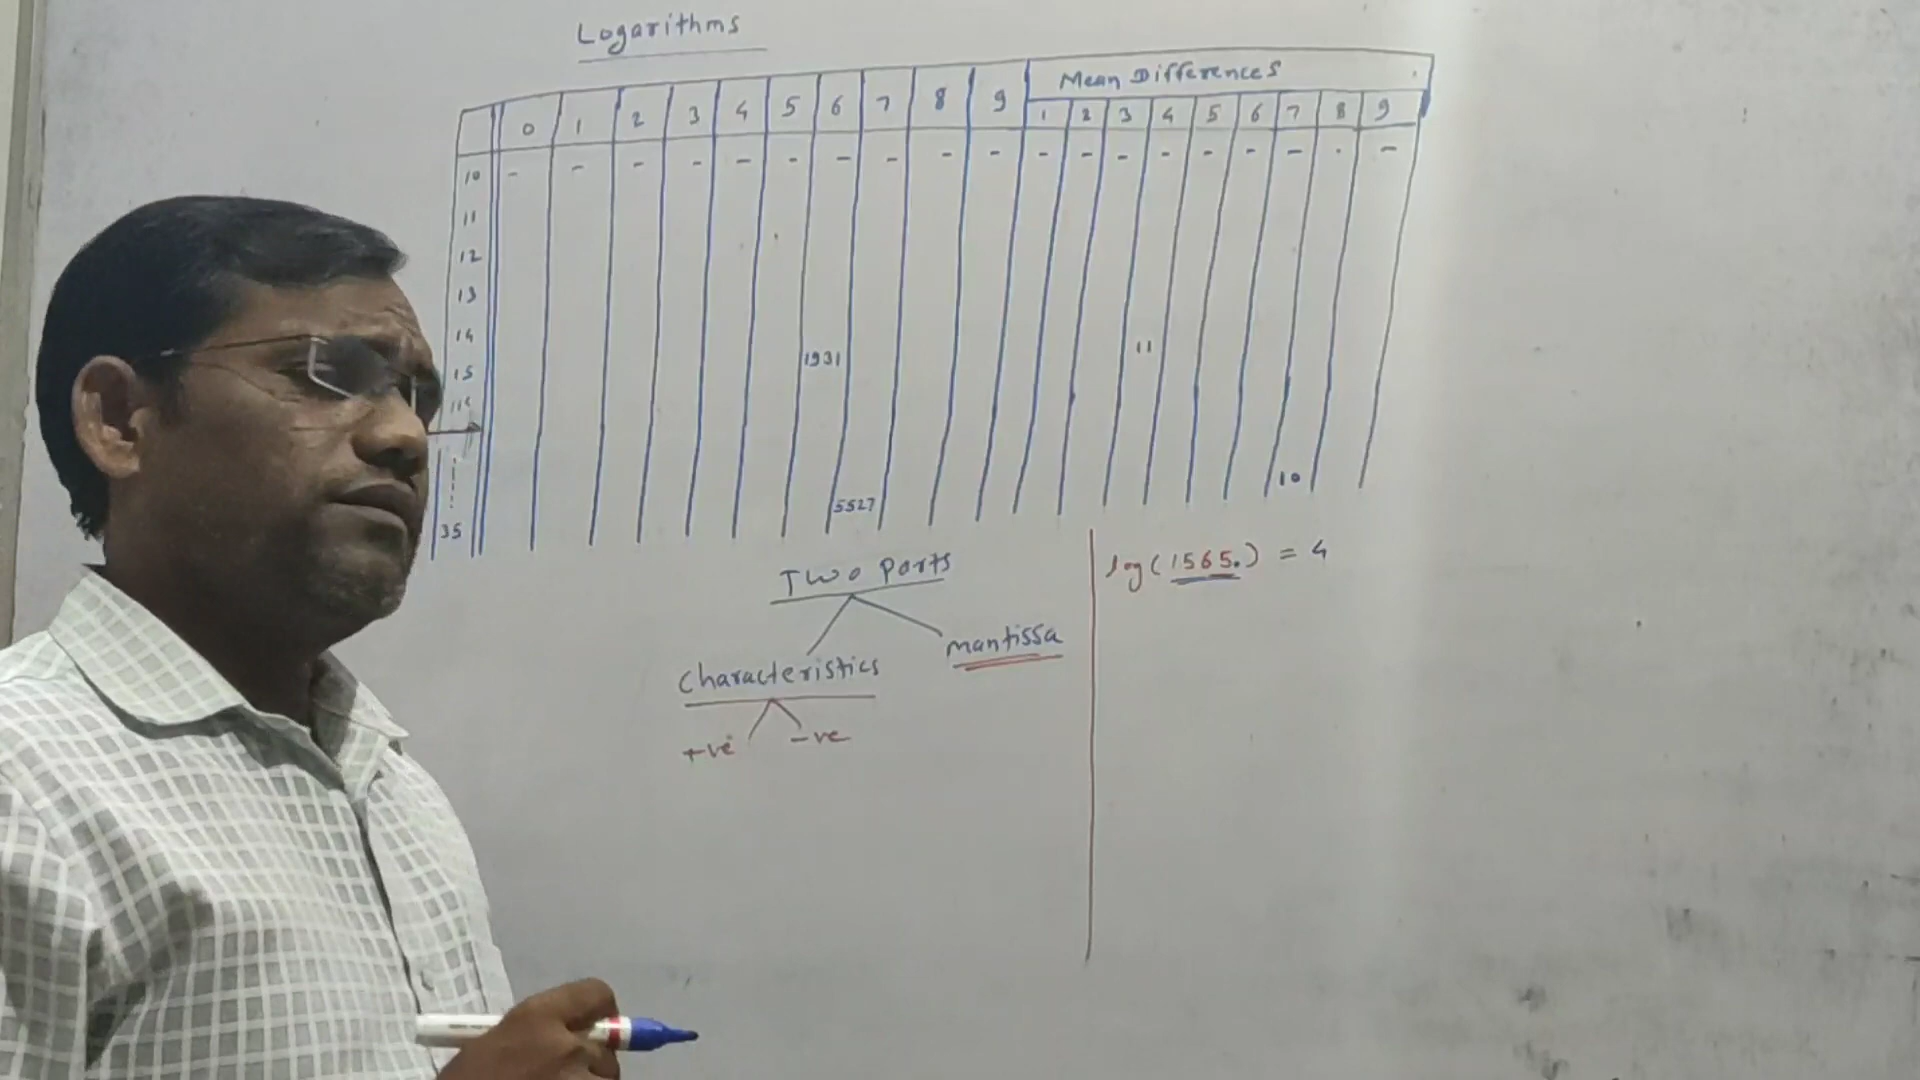 Logarithms
0 1 2 3 4 5 6 7 8 9 Mean Differences
1 2 3 4 5 6 7 8 9
10 - - - - - - - - - - - - - - - - - . -
11
12
13
14
15 1931 11
35 5527 10
Two Parts
Characteristics mantissa
+ve -ve
log(1565.) = 4